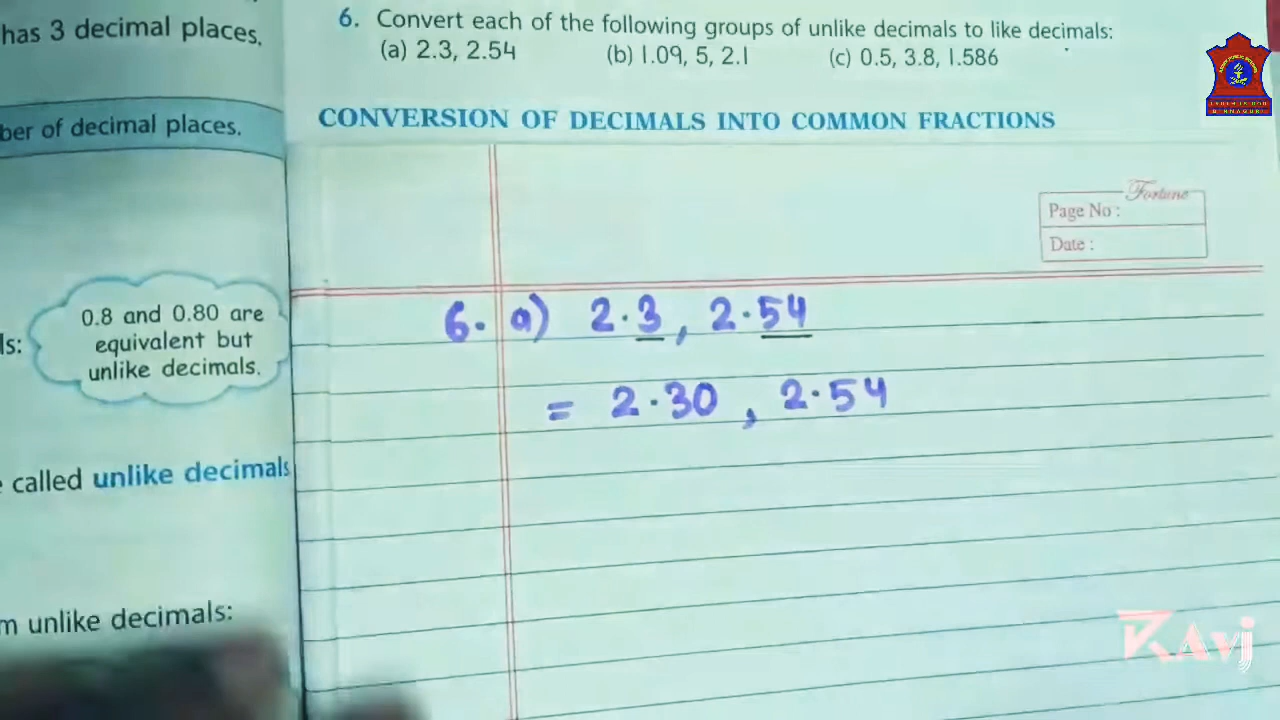 has 3 decimal places,
ber of decimal places.
0.8 and 0.80 are
equivalent but
unlike decimals.
ls:
e called unlike decimals
m unlike decimals:
6. Convert each of the following groups of unlike decimals to like decimals:
(a) 2.3, 2.54 (b) 1.09, 5, 2.1 (c) 0.5, 3.8, 1.586
CONVERSION OF DECIMALS INTO COMMON FRACTIONS
Fortune
Page No :
Date :
6. a) 2.3, 2.54
= 2.30, 2.54
RAvj